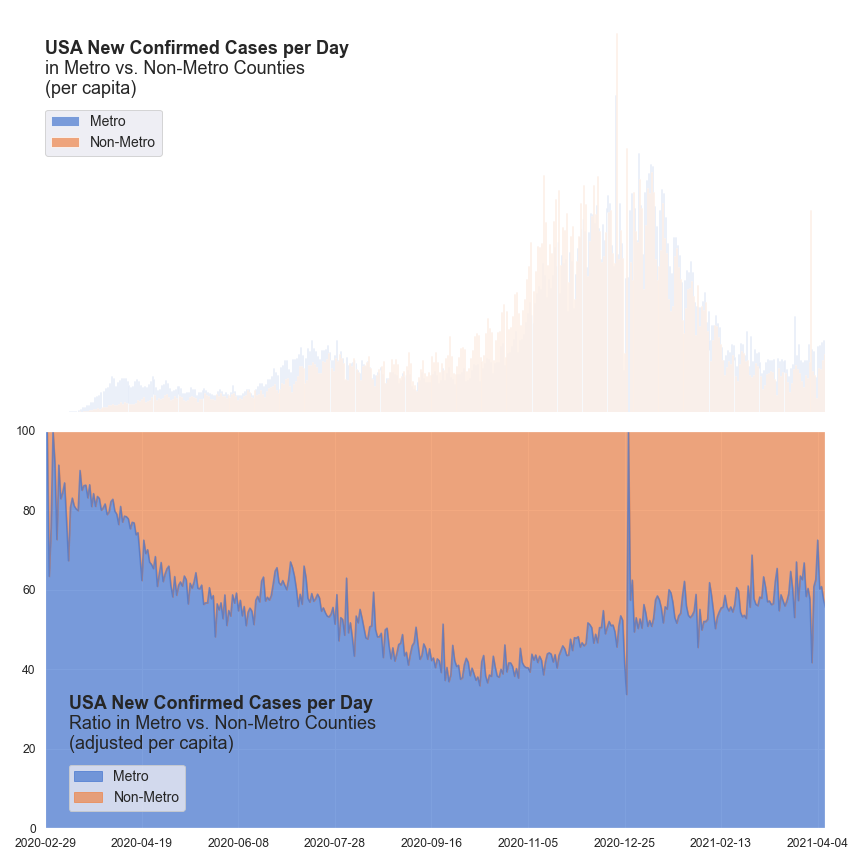 USA New Confirmed Cases per Day
in Metro vs. Non-Metro Counties
(per capita)
Metro
Non-Metro
100
80
60
40
USA New Confirmed Cases per Day
Ratio in Metro vs. Non-Metro Counties
(adjusted per capita)
20
Metro
Non-Metro
0
2020-02-29 2020-04-19 2020-06-08 2020-07-28 2020-09-16 2020-11-05 2020-12-25 2021-02-13 2021-04-04